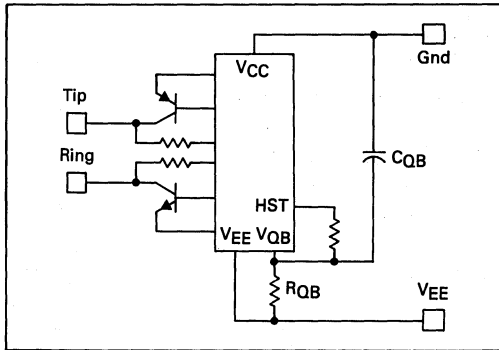 VCC
Gnd
Tip
Ring
CQB
HST
VEE VQB
RQB
VEE